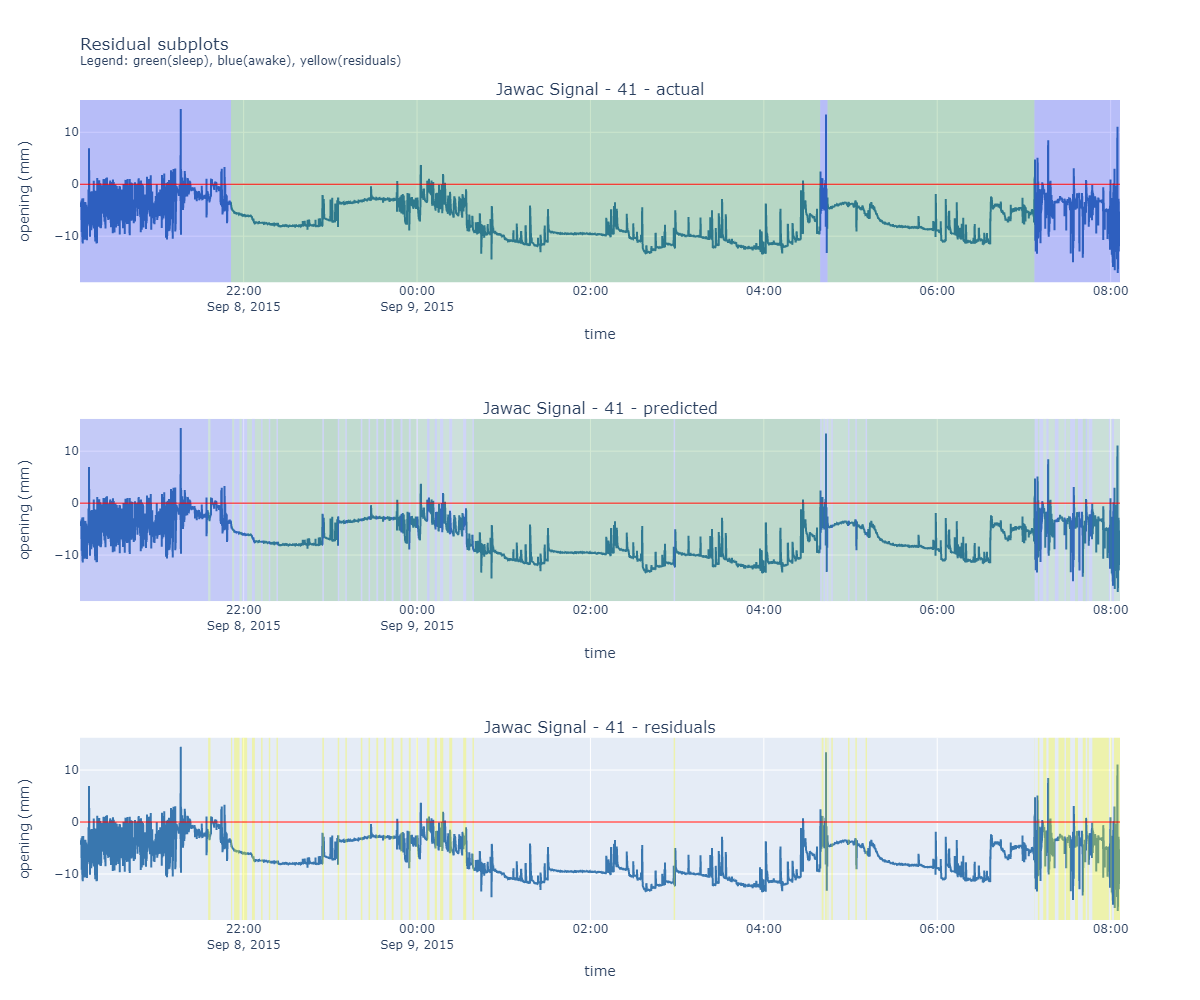 Residual subplots
Legend: green(sleep), blue(awake), yellow(residuals)
Jawac Signal - 41 - actual
opening (mm)
10
0
−10
22:00 00:00 02:00 04:00 06:00 08:00
Sep 8, 2015 Sep 9, 2015
time
Jawac Signal - 41 - predicted
opening (mm)
10
0
−10
22:00 00:00 02:00 04:00 06:00 08:00
Sep 8, 2015 Sep 9, 2015
time
Jawac Signal - 41 - residuals
opening (mm)
10
0
−10
22:00 00:00 02:00 04:00 06:00 08:00
Sep 8, 2015 Sep 9, 2015
time